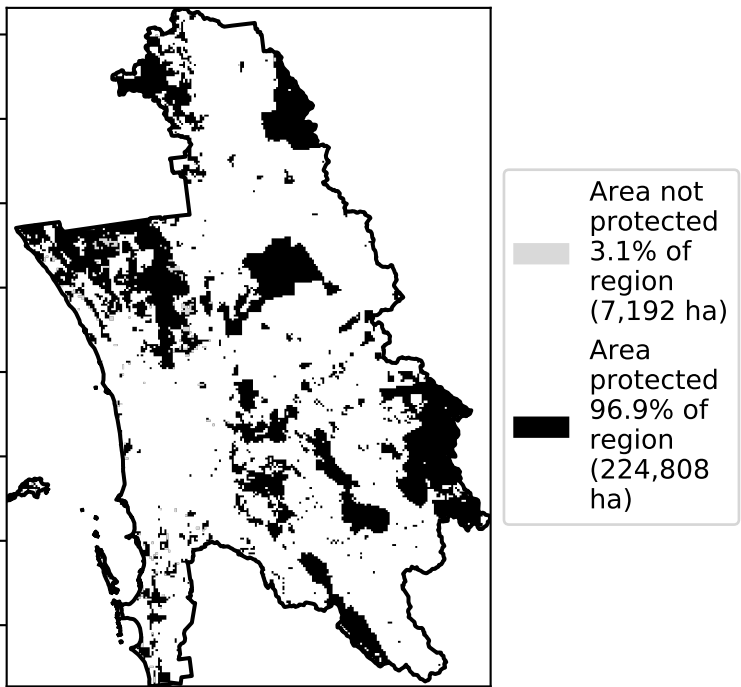 Area not
protected
3.1% of
region
(7,192 ha)
Area
protected
96.9% of
region
(224,808
ha)